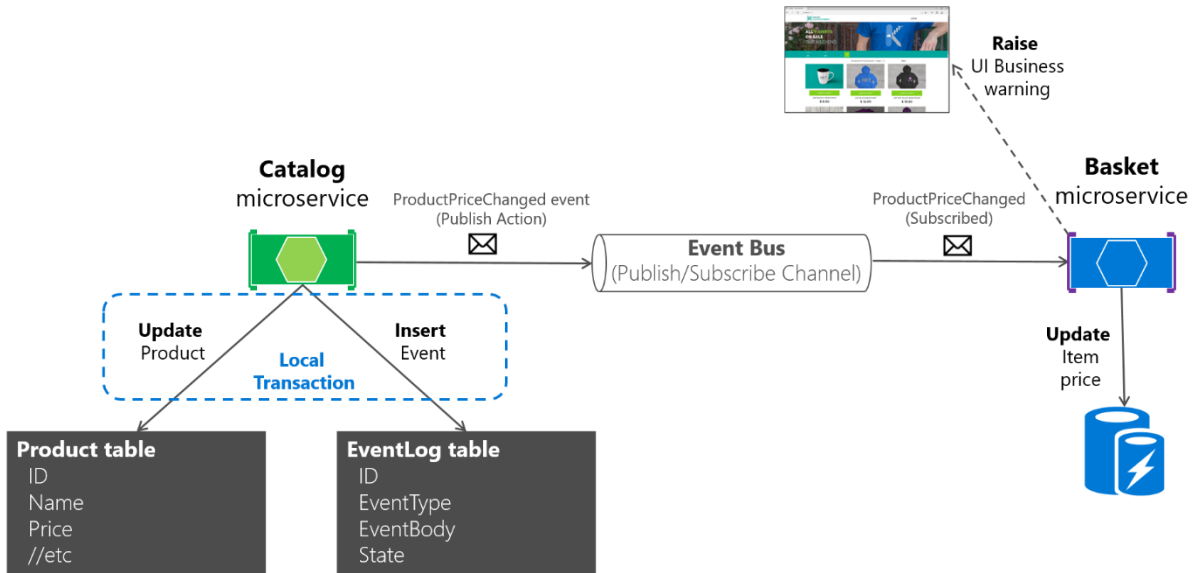 Raise
UI Business
warning
Catalog
microservice
ProductPriceChanged event
(Publish Action)
Event Bus
(Publish/Subscribe Channel)
ProductPriceChanged
(Subscribed)
Basket
microservice
Update
Product
Insert
Event
Local
Transaction
Update
Item
price
Product table
ID
Name
Price
//etc
EventLog table
ID
EventType
EventBody
State